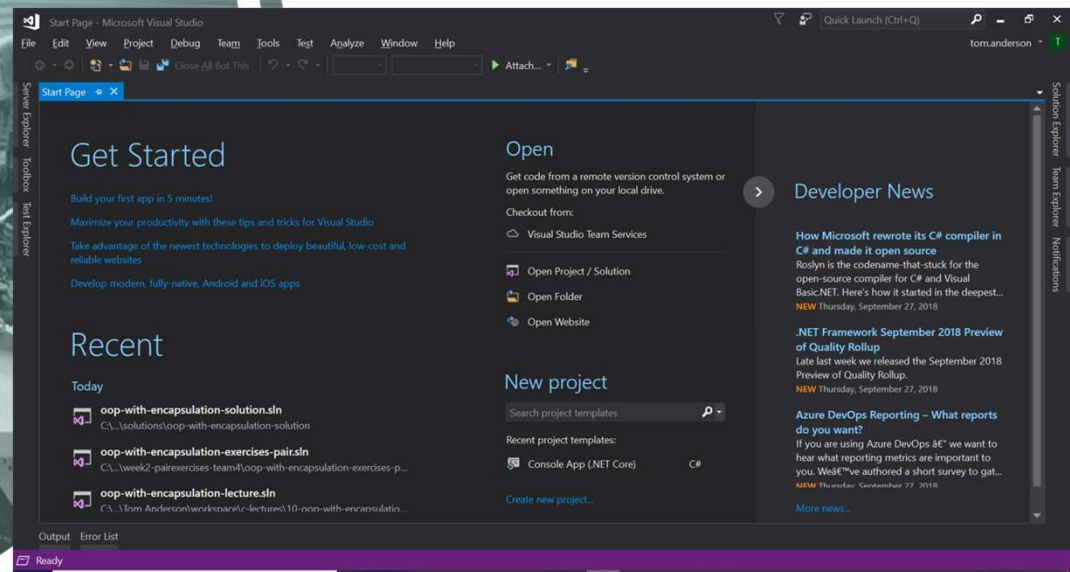 Start Page - Microsoft Visual Studio
Quick Launch (Ctrl+Q)
File Edit View Project Debug Team Tools Test Analyze Window Help
tom.anderson T
Close All But This
Attach...
Server Explorer
Toolbox
Test Explorer
Start Page
Get Started
Build your first app in 5 minutes!
Maximize your productivity with these tips and tricks for Visual Studio
Take advantage of the newest technologies to deploy beautiful, low-cost and
reliable websites
Develop modern, fully-native, Android and iOS apps
Recent
Today
oop-with-encapsulation-solution.sln
C:\...\solutions\oop-with-encapsulation-solution
oop-with-encapsulation-exercises-pair.sln
C:\...\week2-pairexercises-team4\oop-with-encapsulation-exercises-p...
oop-with-encapsulation-lecture.sln
C:\...\Tom Anderson\workspace\c-lectures\10-oop-with-encapsulatio...
Open
Get code from a remote version control system or
open something on your local drive.
Checkout from:
Visual Studio Team Services
Open Project / Solution
Open Folder
Open Website
New project
Search project templates
Recent project templates:
Console App (.NET Core) C#
Create new project...
Developer News
How Microsoft rewrote its C# compiler in
C# and made it open source
Roslyn is the codename-that-stuck for the
open-source compiler for C# and Visual
Basic.NET. Here's how it started in the deepest...
NEW Thursday, September 27, 2018
.NET Framework September 2018 Preview
of Quality Rollup
Late last week we released the September 2018
Preview of Quality Rollup.
NEW Thursday, September 27, 2018
Azure DevOps Reporting – What reports
do you want?
If you are using Azure DevOps â€" we want to
hear what reporting metrics are important to
you. Weâ€™ve authored a short survey to gat...
NEW Thursday, September 27, 2018
More news...
Solution Explorer
Team Explorer
Notifications
Output Error List
Ready